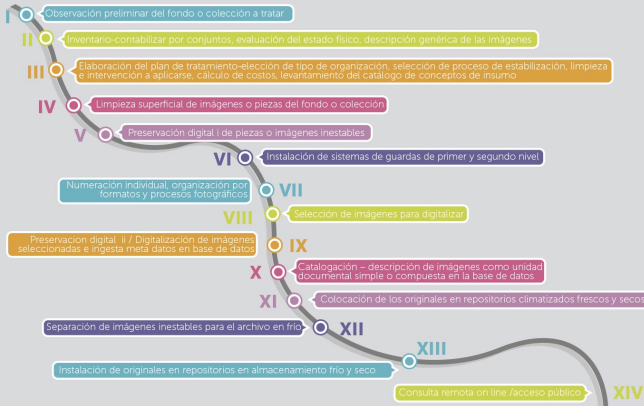 I
Observación preliminar del fondo o colección a tratar
II
Inventario-contabilizar por conjuntos, evaluación del estado físico, descripción genérica de las imágenes
III
Elaboración del plan de tratamiento-elección de tipo de organización, selección de proceso de estabilización, limpieza
e intervención a aplicarse, cálculo de costos, levantamiento del catálogo de conceptos de insumo
IV
Limpieza superficial de imágenes o piezas del fondo o colección
V
Preservación digital i de piezas o imágenes inestables
VI
Instalación de sistemas de guardas de primer y segundo nivel
Numeración individual, organización por
formatos y procesos fotográficos
VII
VIII
Selección de imágenes para digitalizar
Preservacion digital ii / Digitalización de imágenes
seleccionadas e ingesta meta datos en base de datos
IX
X
Catalogación – descripción de imágenes como unidad
documental simple o compuesta en la base de datos
XI
Colocación de los originales en repositorios climatizados frescos y secos
Separación de imágenes inestables para el archivo en frío
XII
XIII
Instalación de originales en repositorios en almacenamiento frío y seco
Consulta remota on line /acceso público
XIV